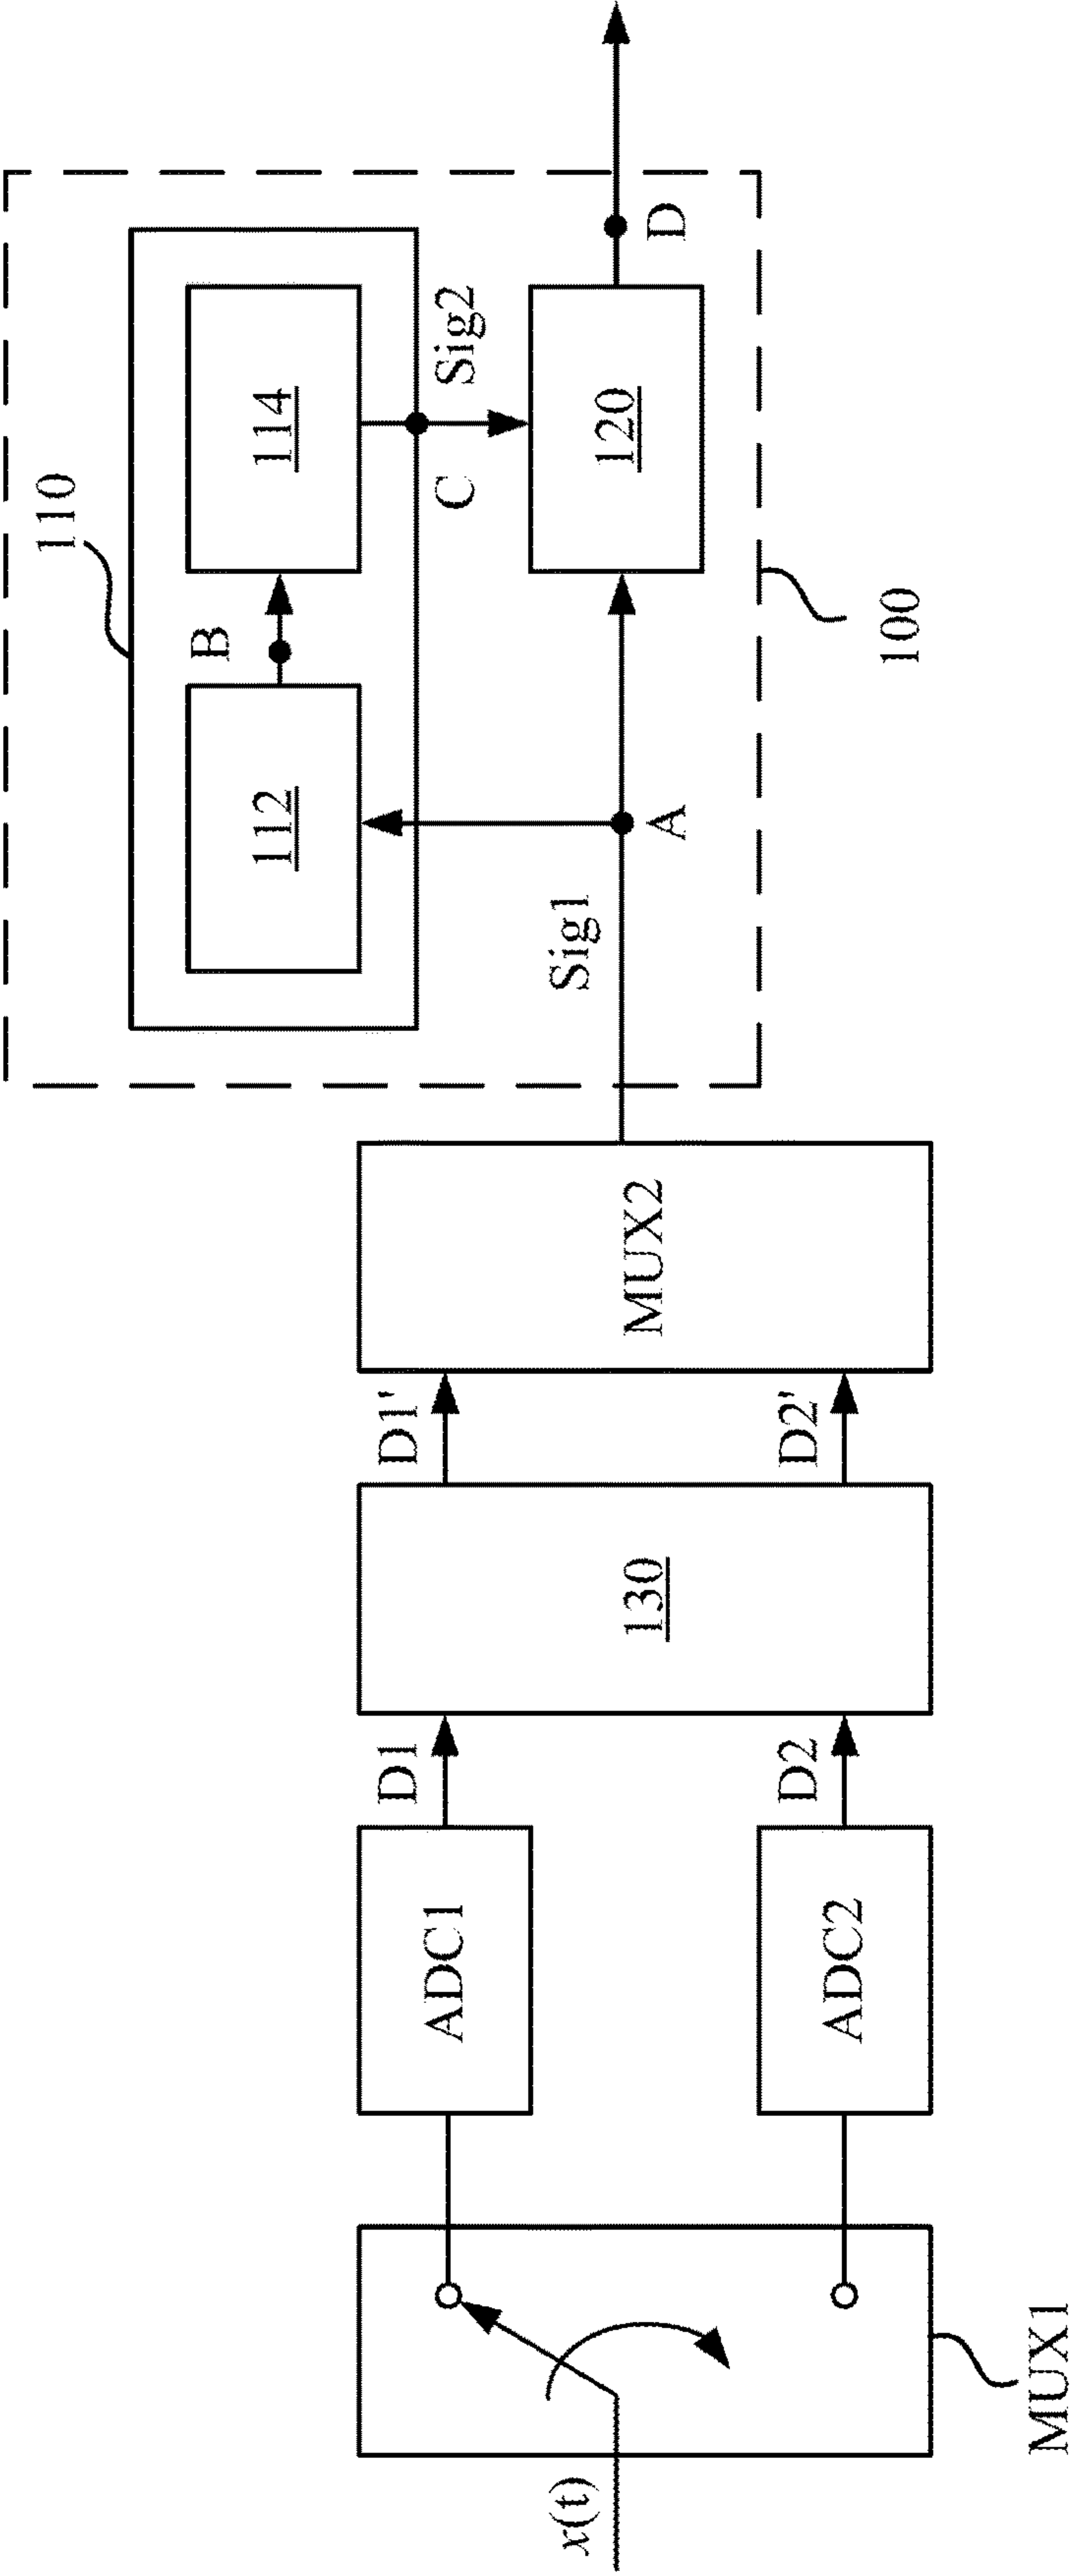 x(t)
MUX1
ADC1
ADC2
D1
D2
130
D1'
D2'
MUX2
Sig1
A
110
112
B
114
C
Sig2
120
D
100